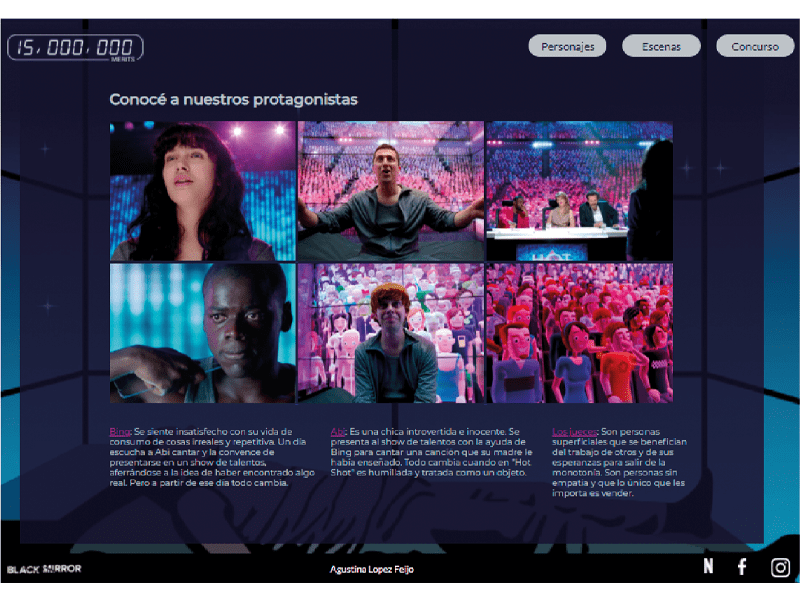 15,000,000
MERITS
Personajes
Escenas
Concurso
Conocé a nuestros protagonistas
HOT
Bing: Se siente insatisfecho con su vida de
consumo de cosas irreales y repetitiva. Un día
escucha a Abi cantar y la convence de
presentarse en un show de talentos,
aferrándose a la idea de haber encontrado algo
real. Pero a partir de ese día todo cambia.
Abi: Es una chica introvertida e inocente. Se
presenta al show de talentos con la ayuda de
Bing para cantar una canción que su madre le
había enseñado. Todo cambia cuando en "Hot
Shot" es humillada y tratada como un objeto.
Los jueces: Son personas
superficiales que se benefician
del trabajo de otros y de sus
esperanzas para salir de la
monotonía. Son personas sin
empatía y que lo único que les
importa es vender.
BLACK MIRROR
Agustina Lopez Feijo
N
f